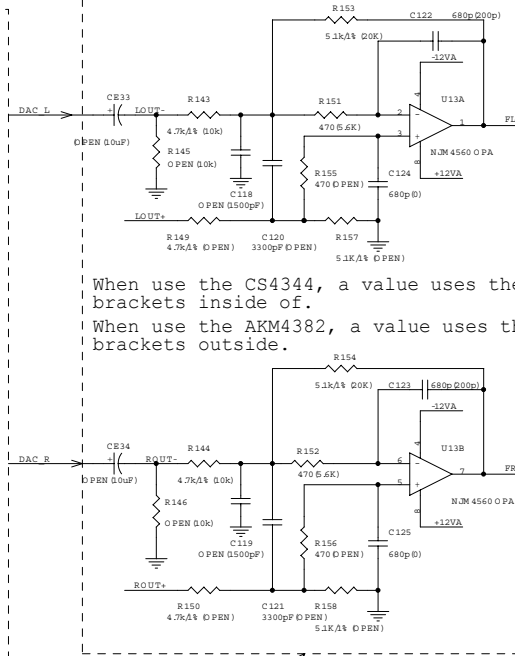 R153
5.1k/1% (20K)
C122 680p(200p)
-12VA
4
CE33
DAC_L + LOUT-
OPEN(10uF)
R143
4.7k/1% (10k)
R151
470(5.6K)
2 -
3 +
U13A
1 FL
R145
OPEN(10k)
C118
OPEN(1500pF)
R155
470(OPEN)
C124
680p(0)
8
NJM4560 OPA
+12VA
LOUT+
R149
4.7k/1% (OPEN)
C120
3300pF(OPEN)
R157
5.1K/1% (OPEN)
When use the CS4344, a value uses the
brackets inside of.
When use the AKM4382, a value uses
brackets outside.
R154
5.1k/1% (20K)
C123 680p(200p)
-12VA
4
CE34
DAC_R + ROUT-
OPEN(10uF)
R144
4.7k/1% (10k)
R152
470(5.6K)
6 -
5 +
U13B
7 FR
R146
OPEN(10k)
C119
OPEN(1500pF)
R156
470(OPEN)
C125
680p(0)
8
NJM4560 OPA
+12VA
ROUT+
R150
4.7k/1% (OPEN)
C121
3300pF(OPEN)
R158
5.1K/1% (OPEN)